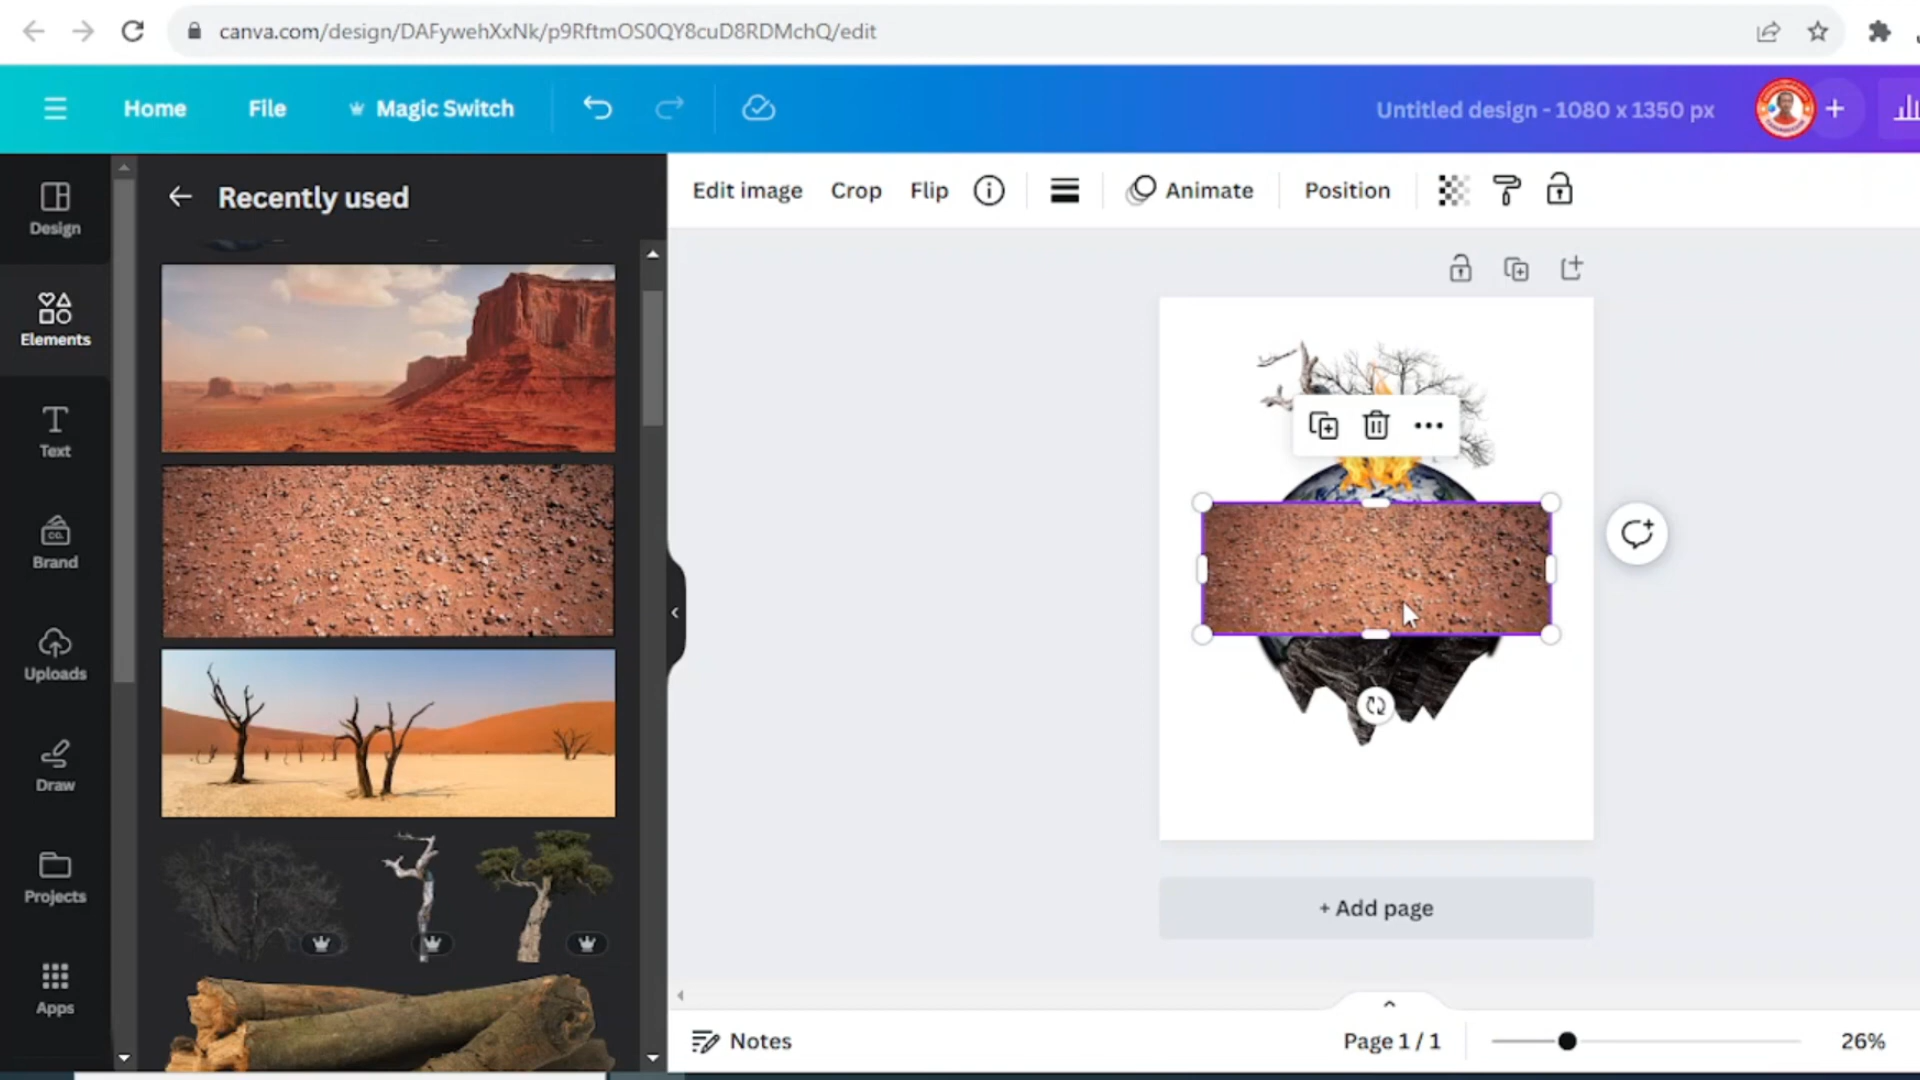 canva.com/design/DAFywehXxNk/p9RftmOS0QY8cuD8RDMchQ/edit
Home File Magic Switch Untitled design - 1080 x 1350 px
Design
Elements
Text
Brand
CO.
Uploads
Draw
Projects
Apps
Recently used
Edit image Crop Flip Animate Position
+ Add page
Notes Page 1 / 1 26%